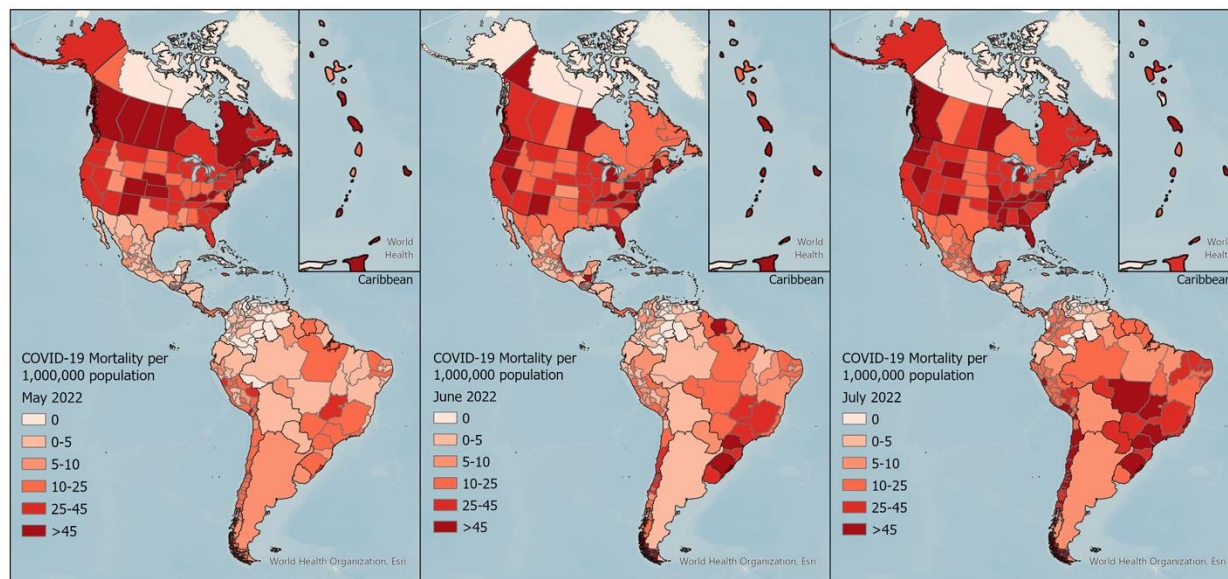 World
Health
Caribbean
COVID-19 Mortality per
1,000,000 population
May 2022
0
0-5
5-10
10-25
25-45
>45
World Health Organization, Esri
World
Health
Caribbean
COVID-19 Mortality per
1,000,000 population
June 2022
0
0-5
5-10
10-25
25-45
>45
World Health Organization, Esri
World
Health
Caribbean
COVID-19 Mortality per
1,000,000 population
July 2022
0
0-5
5-10
10-25
25-45
>45
World Health Organization, Esri